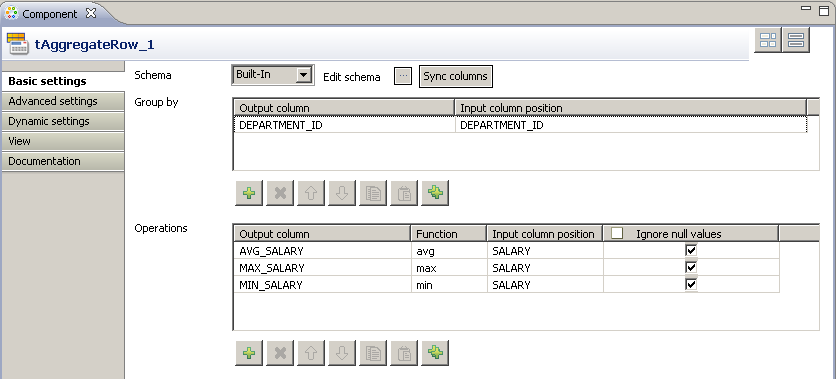 Component
tAggregateRow_1
Basic settings
Advanced settings
Dynamic settings
View
Documentation
Schema Built-In Edit schema ... Sync columns
Group by
Output column Input column position
DEPARTMENT_ID DEPARTMENT_ID
Operations
Output column Function Input column position Ignore null values
AVG_SALARY avg SALARY
MAX_SALARY max SALARY
MIN_SALARY min SALARY